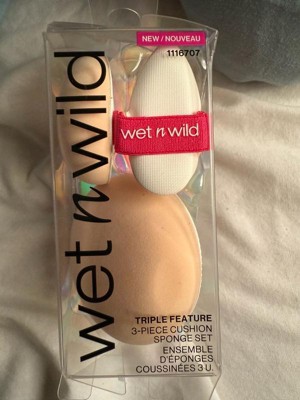 NEW / NOUVEAU
1116707
wet n wild
wet n wild
TRIPLE FEATURE
3-PIECE CUSHION
SPONGE SET
ENSEMBLE
D'ÉPONGES
COUSSINÉES 3 U.